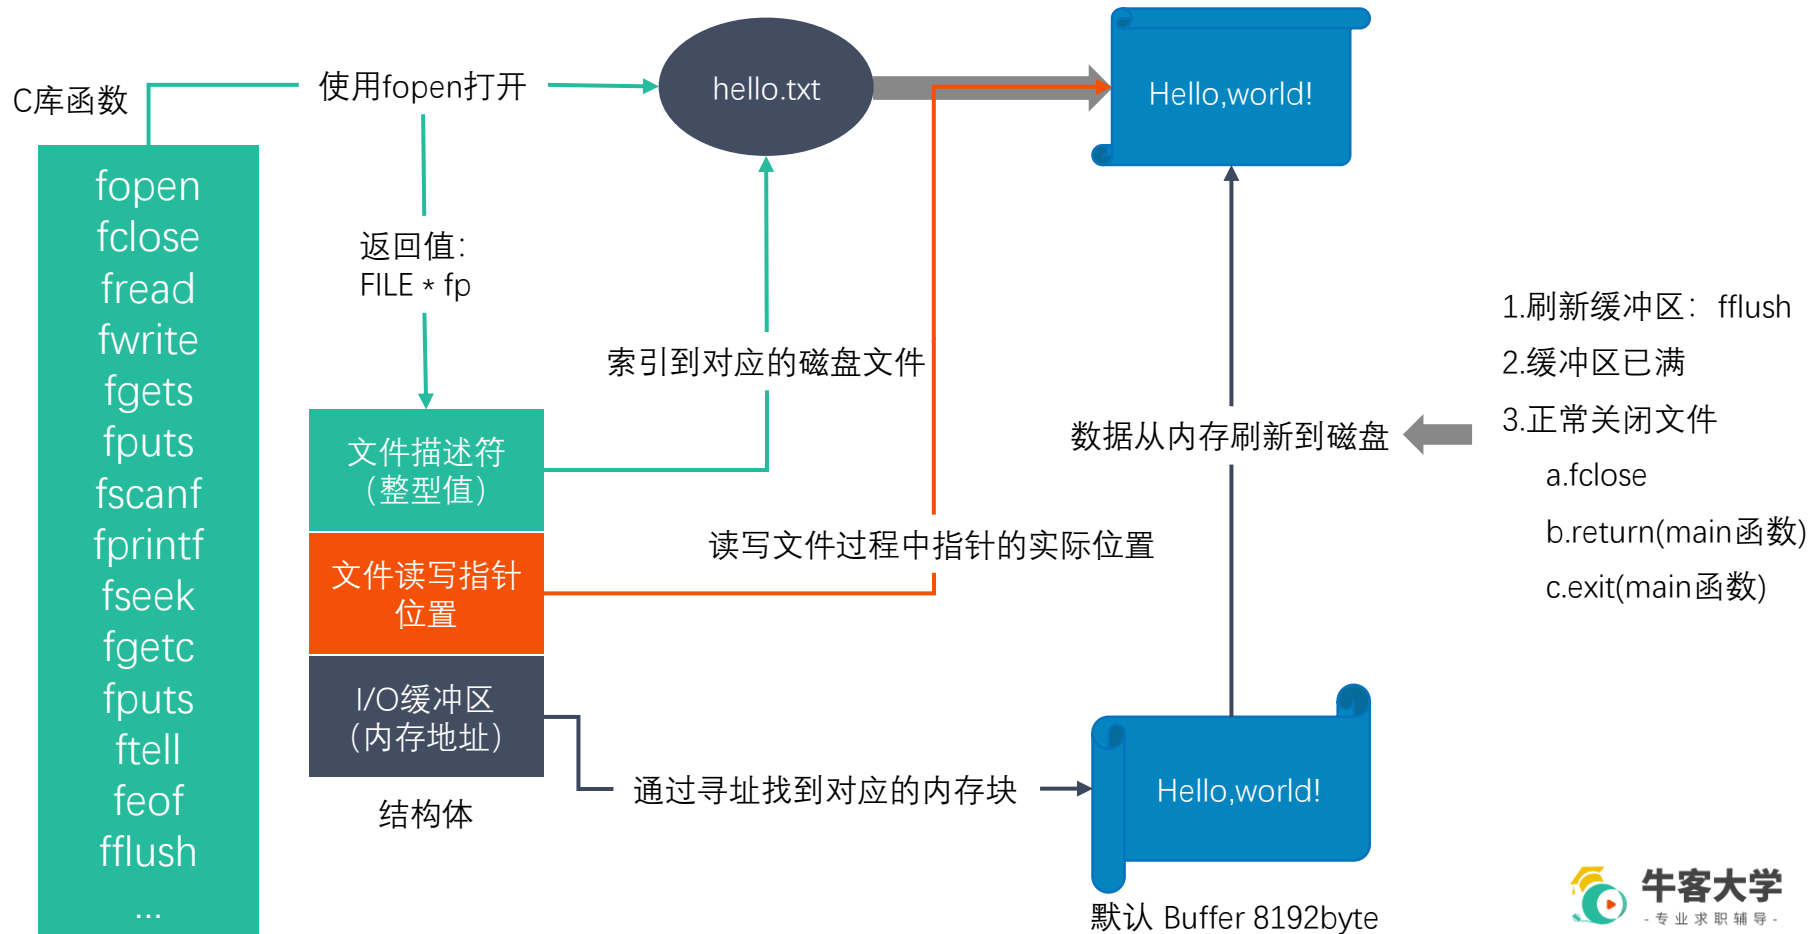 C库函数
fopen
fclose
fread
fwrite
fgets
fputs
fscanf
fprintf
fseek
fgetc
fputs
ftell
feof
fflush
...
使用fopen打开
返回值：
FILE * fp
文件描述符
（整型值）
文件读写指针
位置
I/O缓冲区
（内存地址）
结构体
hello.txt
Hello,world!
索引到对应的磁盘文件
读写文件过程中指针的实际位置
通过寻址找到对应的内存块
数据从内存刷新到磁盘
Hello,world!
默认 Buffer 8192byte
1.刷新缓冲区：fflush
2.缓冲区已满
3.正常关闭文件
a.fclose
b.return(main函数)
c.exit(main函数)
牛客大学
-专业求职辅导-